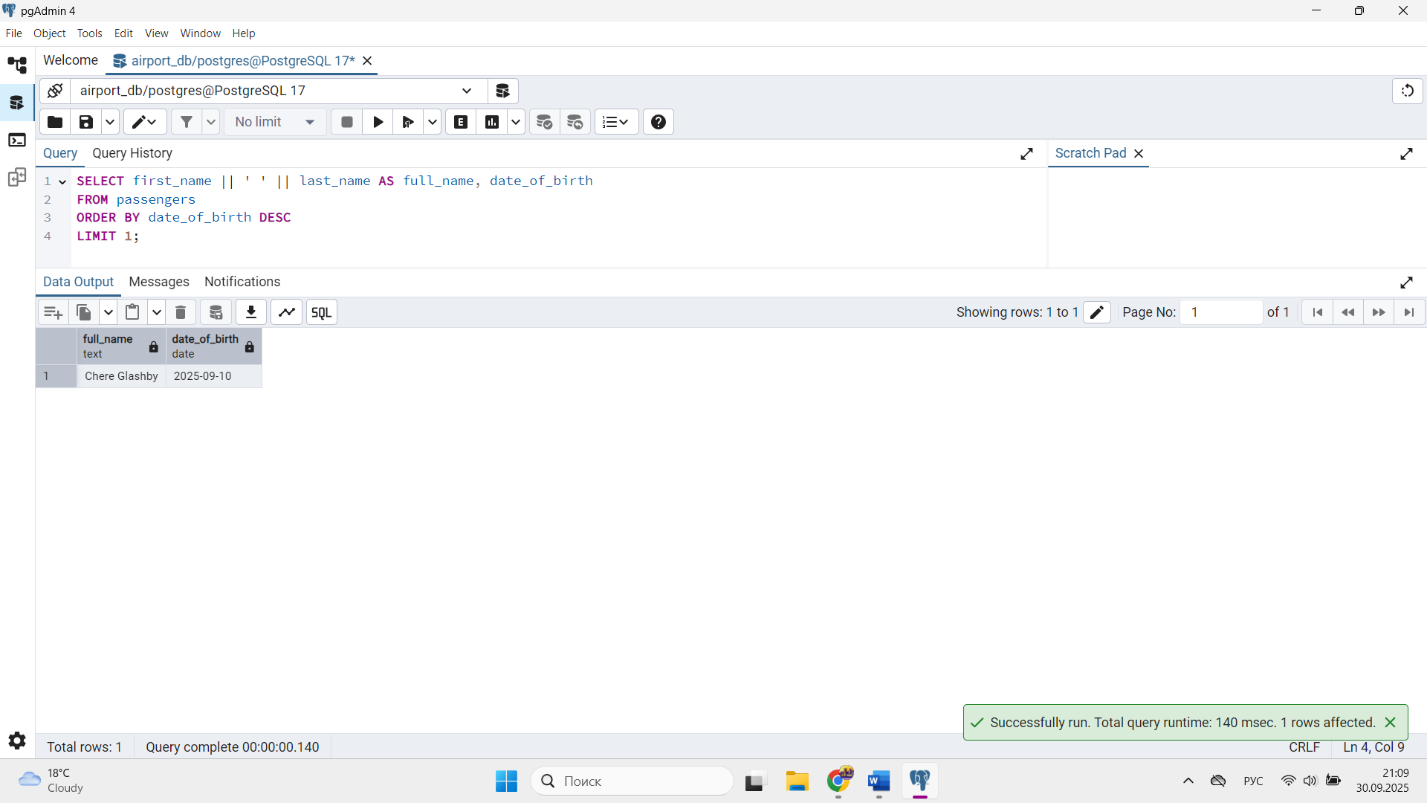 pgAdmin 4
File Object Tools Edit View Window Help
Welcome airport_db/postgres@PostgreSQL 17*
airport_db/postgres@PostgreSQL 17
No limit
E
Query Query History
Scratch Pad
1 SELECT first_name || ' ' || last_name AS full_name, date_of_birth
2 FROM passengers
3 ORDER BY date_of_birth DESC
4 LIMIT 1;
Data Output Messages Notifications
SQL
Showing rows: 1 to 1 Page No: 1 of 1
full_name date_of_birth
text date
1 Chere Glashby 2025-09-10
Successfully run. Total query runtime: 140 msec. 1 rows affected.
Total rows: 1 Query complete 00:00:00.140 CRLF Ln 4, Col 9
18°C
Cloudy
Поиск
РУС
21:09
30.09.2025